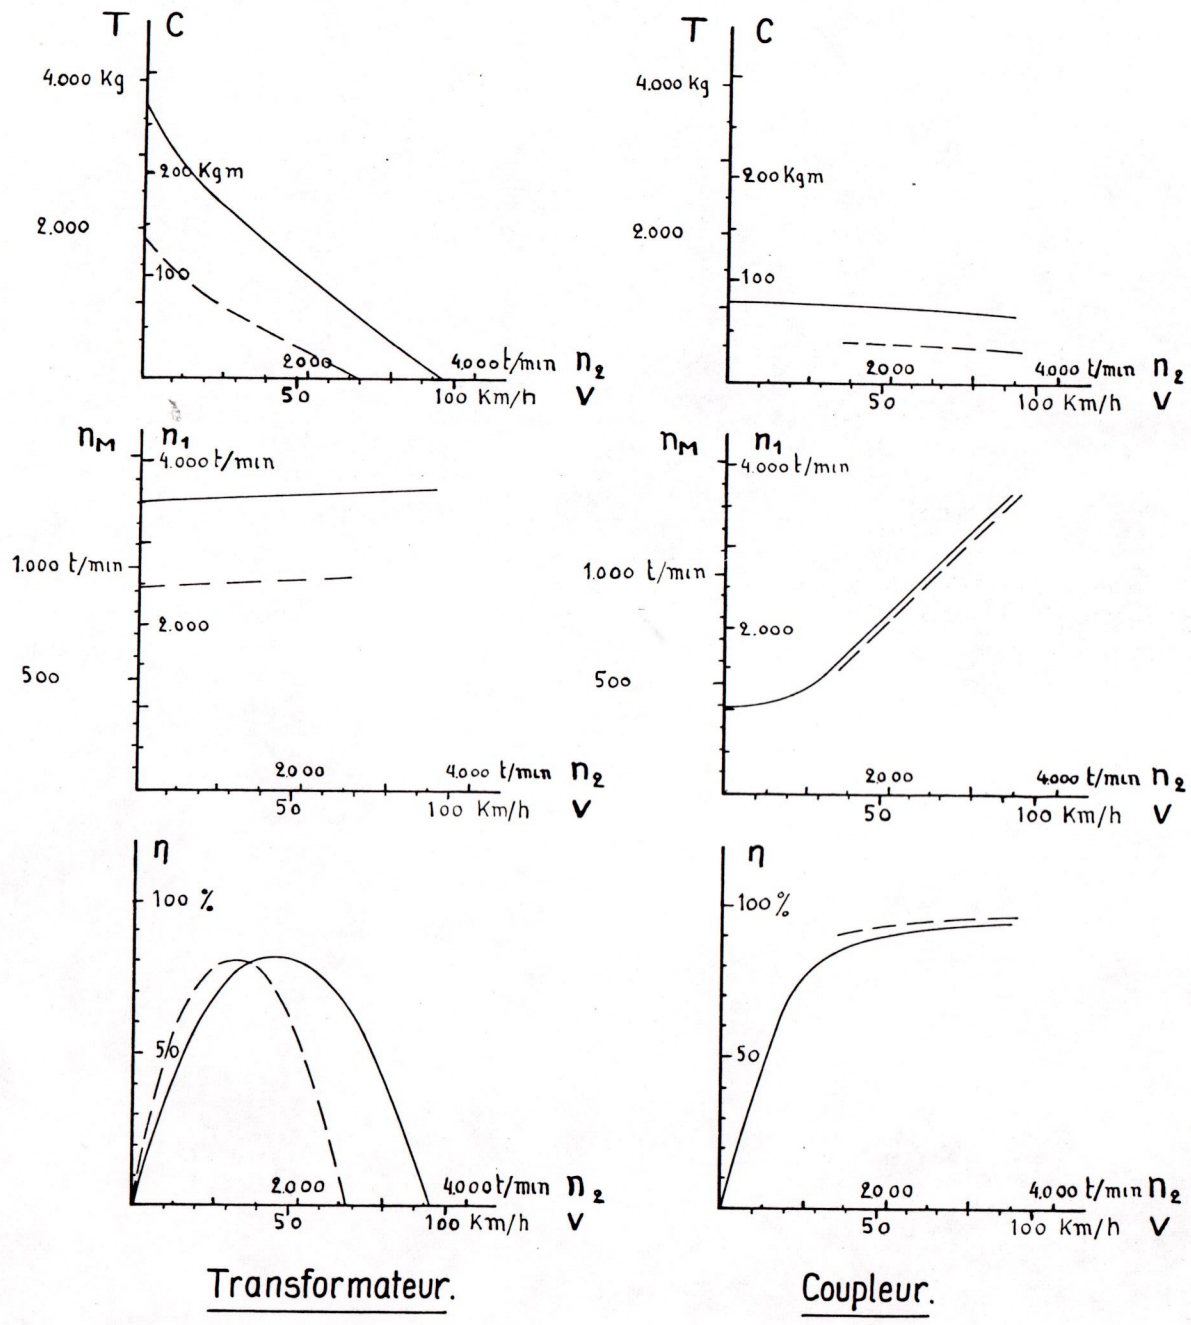 T C
4.000 Kg
200 Kgm
2.000
100
2000 4.000 t/min n₂
50 100 Km/h V
T C
4.000 Kg
200 Kgm
2.000
100
2000 4.000 t/min n₂
50 100 Km/h V
nM n₁
4.000 t/min
1.000 t/min
2.000
500
2000 4.000 t/min n₂
50 100 Km/h V
nM n₁
4.000 t/min
1.000 t/min
2.000
500
2000 4.000 t/min n₂
50 100 Km/h V
η
100 %
50
2.000 4.000 t/min n₂
50 100 Km/h V
Transformateur.
η
100 %
50
2000 4.000 t/min n₂
50 100 Km/h V
Coupleur.